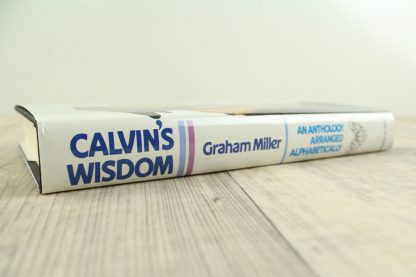 CALVIN'S
WISDOM
Graham Miller
AN ANTHOLOGY
ARRANGED
ALPHABETICALLY